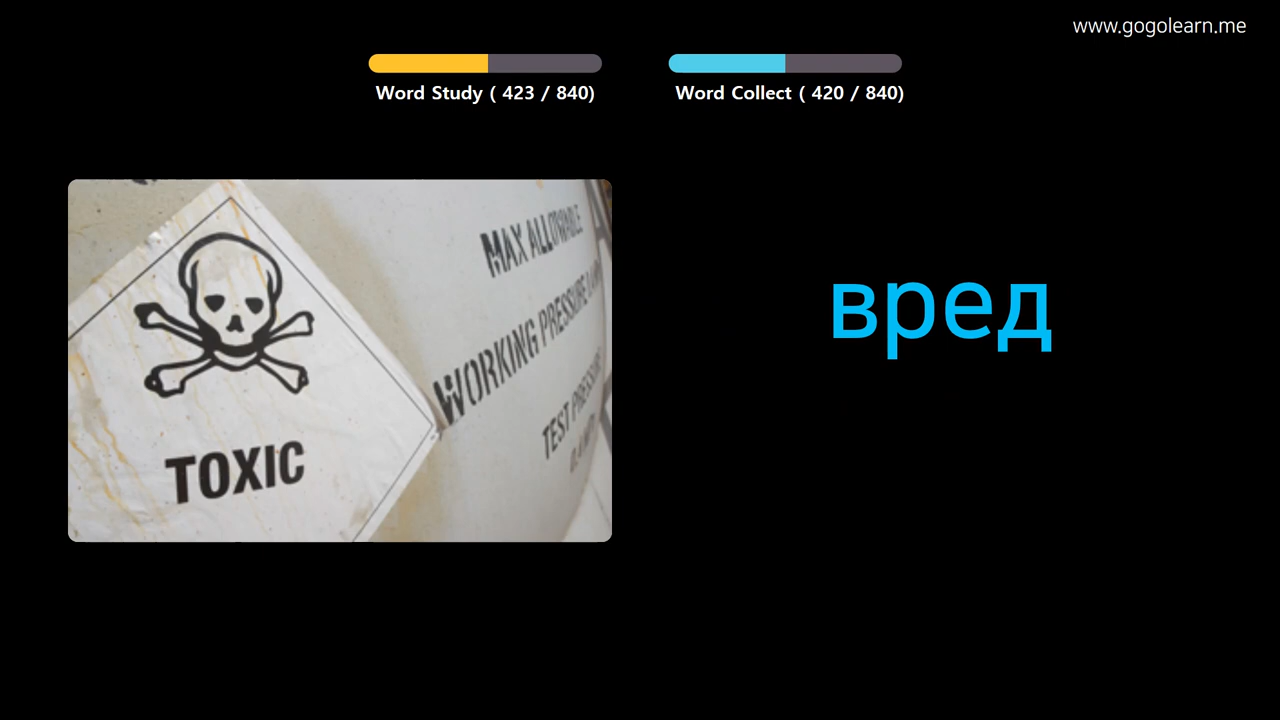 www.gogolearn.me
Word Study ( 423 / 840)
Word Collect ( 420 / 840)
MAX ALLOWABLE
WORKING PRESSURE
TEST PRESSURE
TOXIC
вред